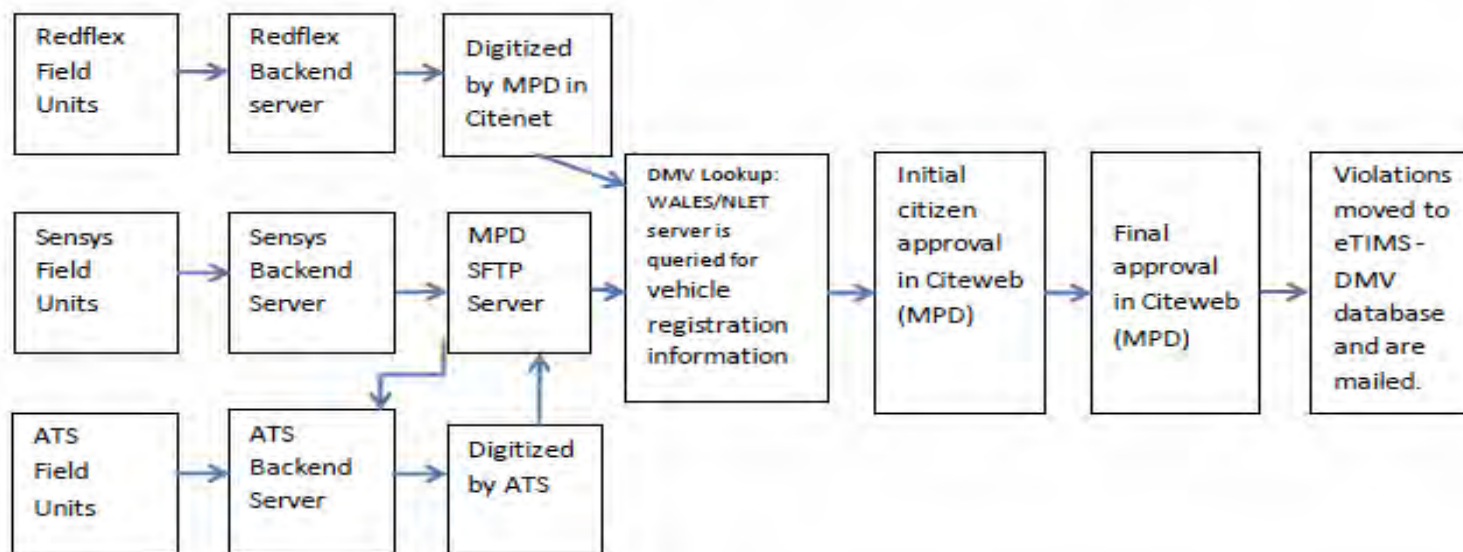 Redflex
Field
Units
Redflex
Backend
server
Digitized
by MPD in
Citenet
Sensys
Field
Units
Sensys
Backend
Server
MPD
SFTP
Server
ATS
Field
Units
ATS
Backend
Server
Digitized
by ATS
DMV Lookup:
WALES/NLET
server is
queried for
vehicle
registration
information
Initial
citizen
approval
in Citeweb
(MPD)
Final
approval
in Citeweb
(MPD)
Violations
moved to
eTIMS -
DMV
database
and are
mailed.